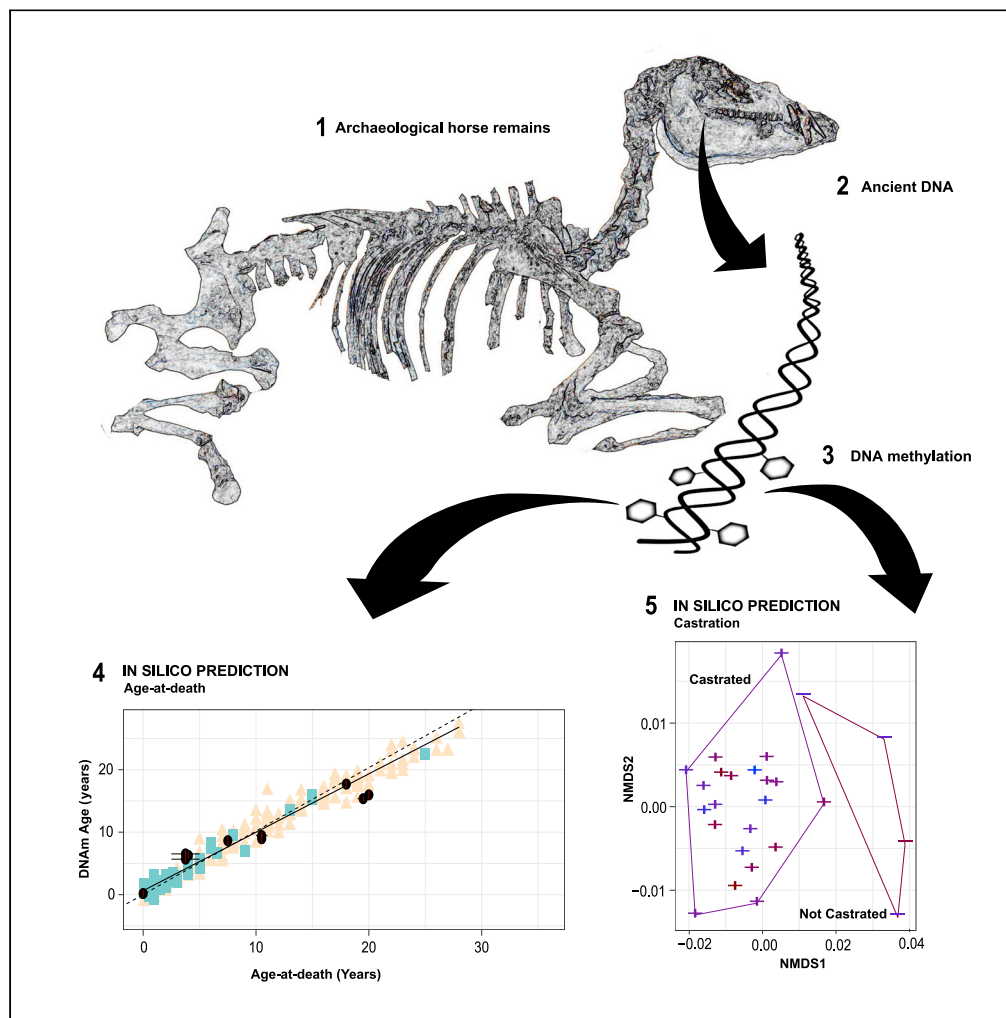 1 Archaeological horse remains
2 Ancient DNA
3 DNA methylation
4 IN SILICO PREDICTION
Age-at-death
DNAm Age (years)
20
10
0
0 10 20 30
Age-at-death (Years)
5 IN SILICO PREDICTION
Castration
Castrated
NMDS2
0.01
0.00
−0.01
Not Castrated
−0.02 0.00 0.02 0.04
NMDS1